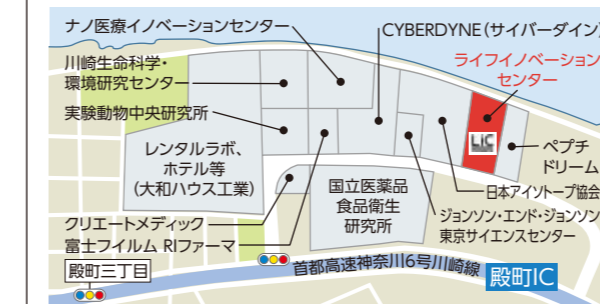 ナノ医療イノベーションセンター
CYBERDYNE(サイバーダイン)
川崎生命科学・
環境研究センター
ライフイノベーション
センター
実験動物中央研究所
LIC
レンタルラボ、
ホテル等
(大和ハウス工業)
ペプチ
ドリーム
国立医薬品
食品衛生
研究所
日本アイソトープ協会
クリエートメディック
ジョンソン・エンド・ジョンソン
東京サイエンスセンター
富士フイルム RIファーマ
殿町三丁目
首都高速神奈川6号川崎線
殿町IC